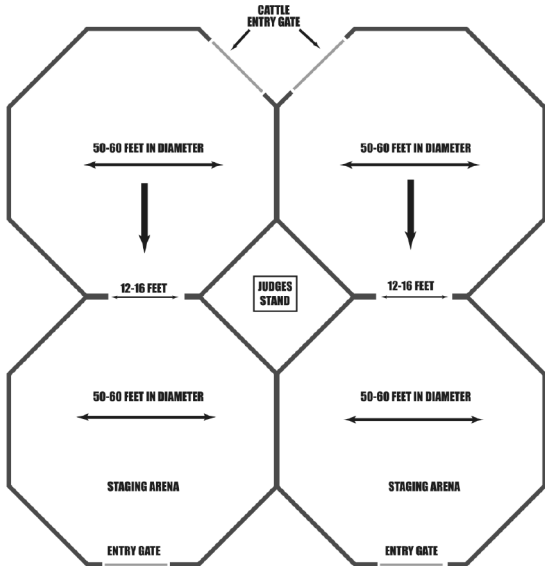 CATTLE
ENTRY GATE
50-60 FEET IN DIAMETER
50-60 FEET IN DIAMETER
12-16 FEET
JUDGES
STAND
12-16 FEET
50-60 FEET IN DIAMETER
50-60 FEET IN DIAMETER
STAGING ARENA
STAGING ARENA
ENTRY GATE
ENTRY GATE